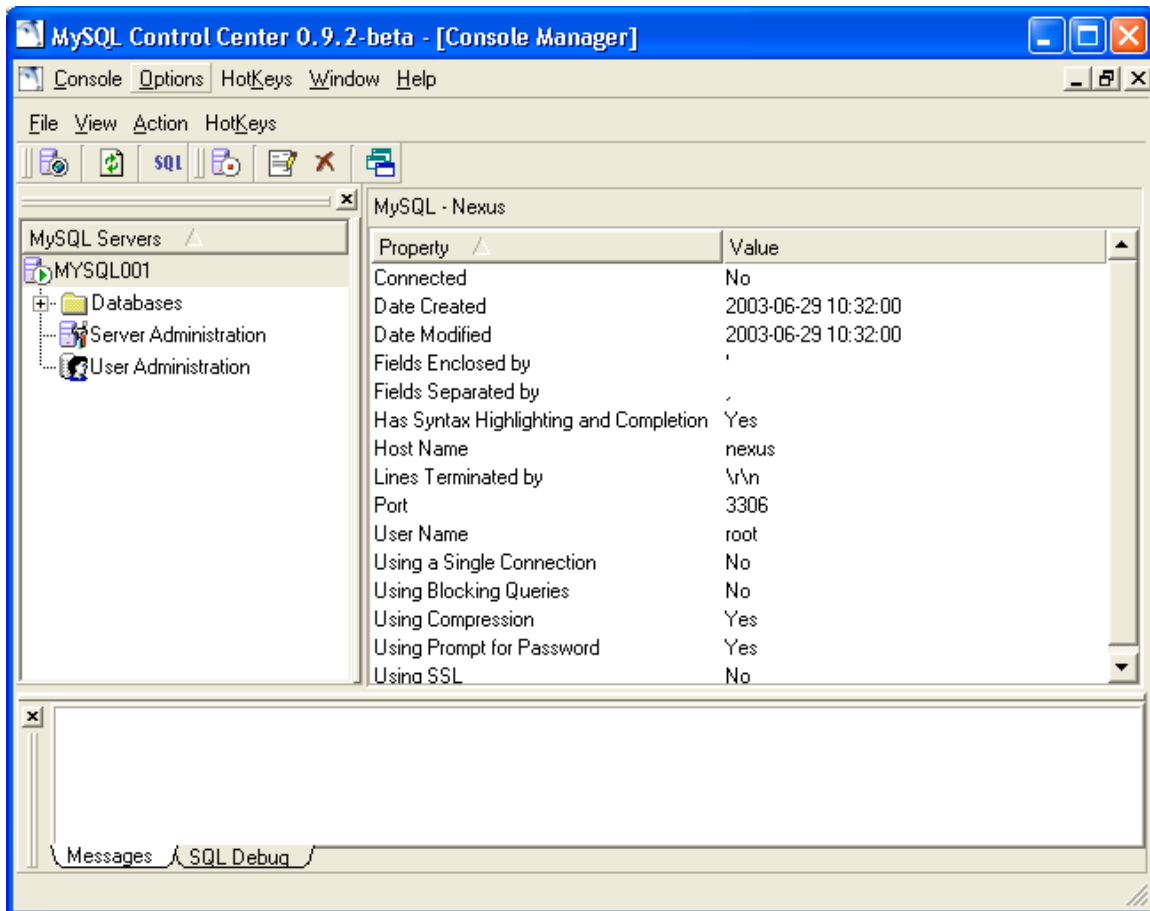 MySQL Control Center 0.9.2-beta - [Console Manager]
Console Options HotKeys Window Help
File View Action HotKeys
SQL
MySQL Servers
MYSQL001
Databases
Server Administration
User Administration
MySQL - Nexus
Property Value
Connected No
Date Created 2003-06-29 10:32:00
Date Modified 2003-06-29 10:32:00
Fields Enclosed by '
Fields Separated by ,
Has Syntax Highlighting and Completion Yes
Host Name nexus
Lines Terminated by \r\n
Port 3306
User Name root
Using a Single Connection No
Using Blocking Queries No
Using Compression Yes
Using Prompt for Password Yes
Using SSL No
Messages SQL Debug